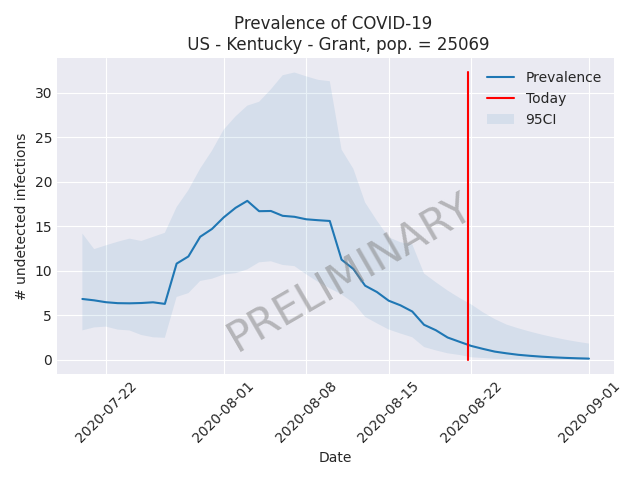 Prevalence of COVID-19
US - Kentucky - Grant, pop. = 25069
Prevalence
Today
95CI
# undetected infections
30
25
20
15
10
5
0
PRELIMINARY
2020-07-22
2020-08-01
2020-08-08
2020-08-15
2020-08-22
2020-09-01
Date